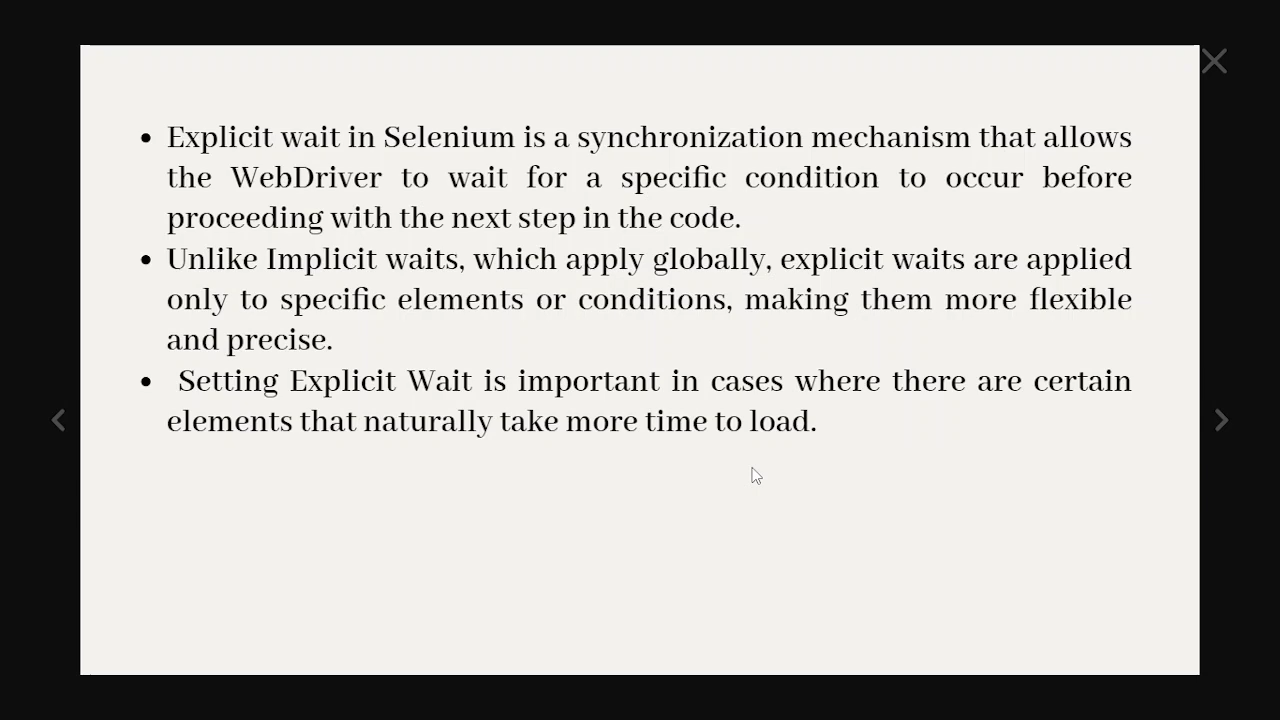 • Explicit wait in Selenium is a synchronization mechanism that allows
the WebDriver to wait for a specific condition to occur before
proceeding with the next step in the code.
• Unlike Implicit waits, which apply globally, explicit waits are applied
only to specific elements or conditions, making them more flexible
and precise.
• Setting Explicit Wait is important in cases where there are certain
elements that naturally take more time to load.